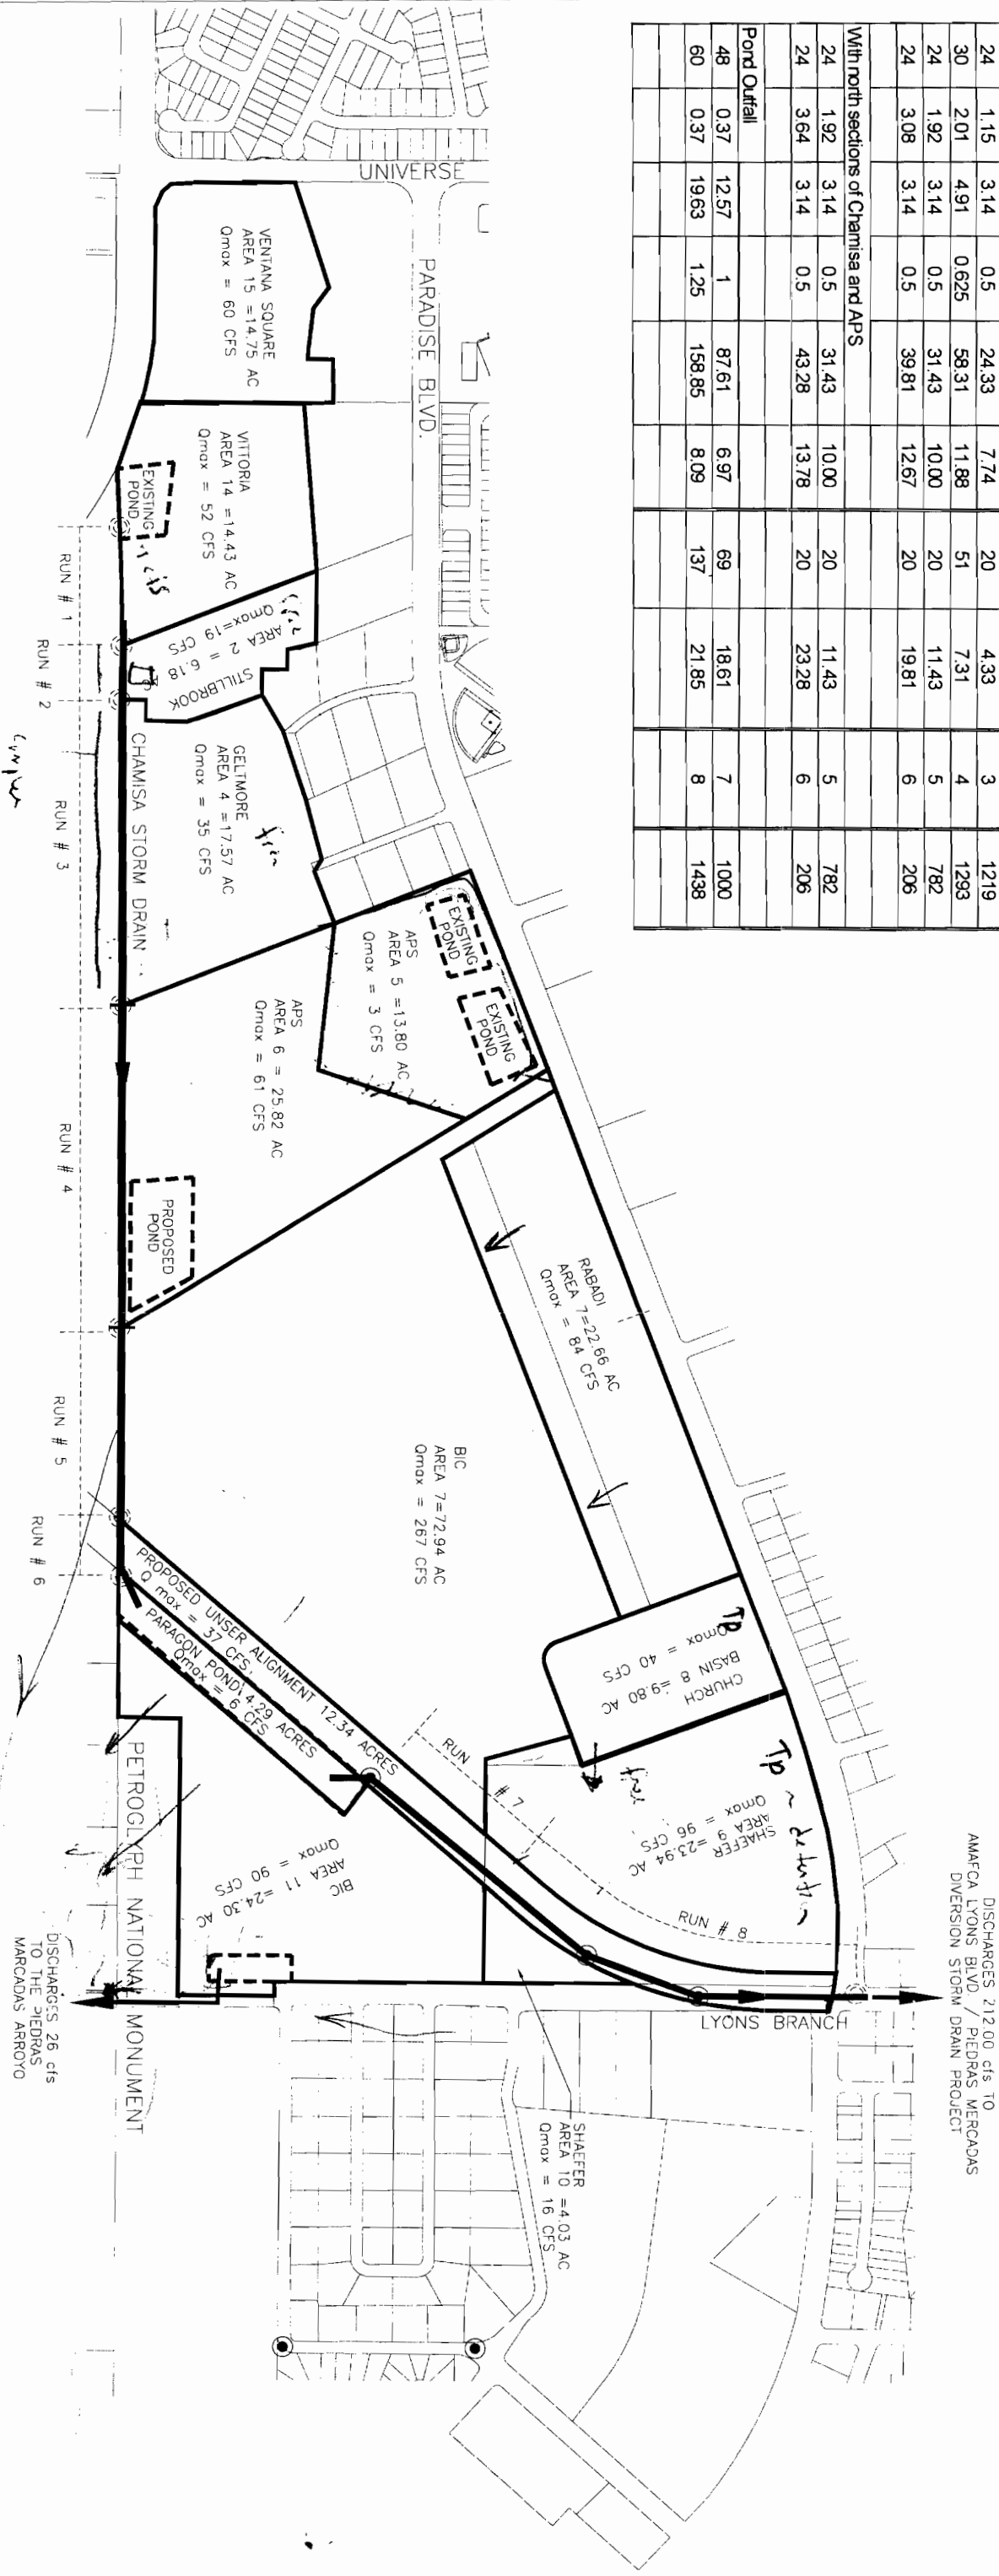 24 1.15 3.14 0.5 24.33 7.74 20 4.33 3 1219
30 2.01 4.91 0.625 58.31 11.88 51 7.31 4 1293
24 1.92 3.14 0.5 31.43 10.00 20 11.43 5 782
24 3.08 3.14 0.5 39.81 12.67 20 19.81 6 206
With north sections of Chamisa and APS
24 1.92 3.14 0.5 31.43 10.00 20 11.43 5 782
24 3.64 3.14 0.5 43.28 13.78 20 23.28 6 206
Pond Outfall
48 0.37 12.57 1 87.61 6.97 69 18.61 7 1000
60 0.37 19.63 1.25 158.85 8.09 137 21.85 8 1438
UNIVERSE
PARADISE BLVD.
VENTANA SQUARE
AREA 15 =14.75 AC
Qmax = 60 CFS
VITTORIA
AREA 14 =14.43 AC
Qmax = 52 CFS
EXISTING
POND
STILLBROOK
AREA 2 = 6.18
Qmax=19 CFS
GELTMORE
AREA 4 =17.57 AC
Qmax = 35 CFS
free
CHAMISA STORM DRAIN
RUN # 1
RUN # 2
RUN # 3
RUN # 4
RUN # 5
RUN # 6
EXISTING
POND
EXISTING
POND
APS
AREA 5 =13.80 AC
Qmax = 3 CFS
APS
AREA 6 = 25.82 AC
Qmax = 61 CFS
PROPOSED
POND
RABADI
AREA 7=22.66 AC
Qmax = 84 CFS
BIC
AREA 7=72.94 AC
Qmax = 267 CFS
CHURCH
BASIN 8 =9.80 AC
Qmax = 40 CFS
TP
TP ~ detention
free
SHAEFER
AREA 9 =23.94 AC
Qmax = 96 CFS
PROPOSED UNSER ALIGNMENT 12.34 ACRES
Q max = 37 CFS
PARAGON POND 4.29 ACRES
Qmax = 6 CFS
RUN # 7
RUN # 8
BIC
AREA 11 =24.30 AC
Qmax = 90 CFS
PETROGLYPH NATIONAL MONUMENT
DISCHARGES 26 cfs
TO THE PIEDRAS
MARCADAS ARROYO
LYONS BRANCH
SHAEFER
AREA 10 =4.03 AC
Qmax = 16 CFS
DISCHARGES 212.00 cfs TO
AMAFCA LYONS BLVD. / PIEDRAS MERCADAS
DIVERSION STORM DRAIN PROJECT